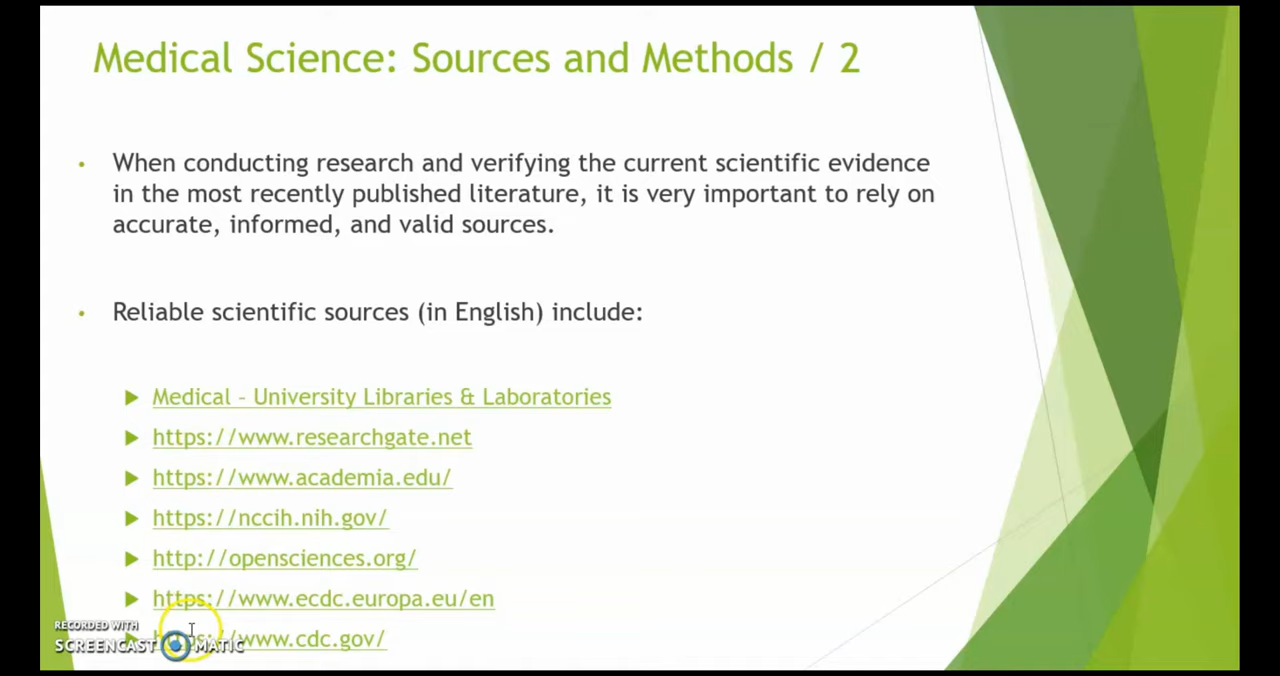 Medical Science: Sources and Methods / 2
When conducting research and verifying the current scientific evidence
in the most recently published literature, it is very important to rely on
accurate, informed, and valid sources.
Reliable scientific sources (in English) include:
Medical – University Libraries & Laboratories
https://www.researchgate.net
https://www.academia.edu/
https://nccih.nih.gov/
http://opensciences.org/
https://www.ecdc.europa.eu/en
https://www.cdc.gov/
RECORDED WITH
SCREENCAST MATIC